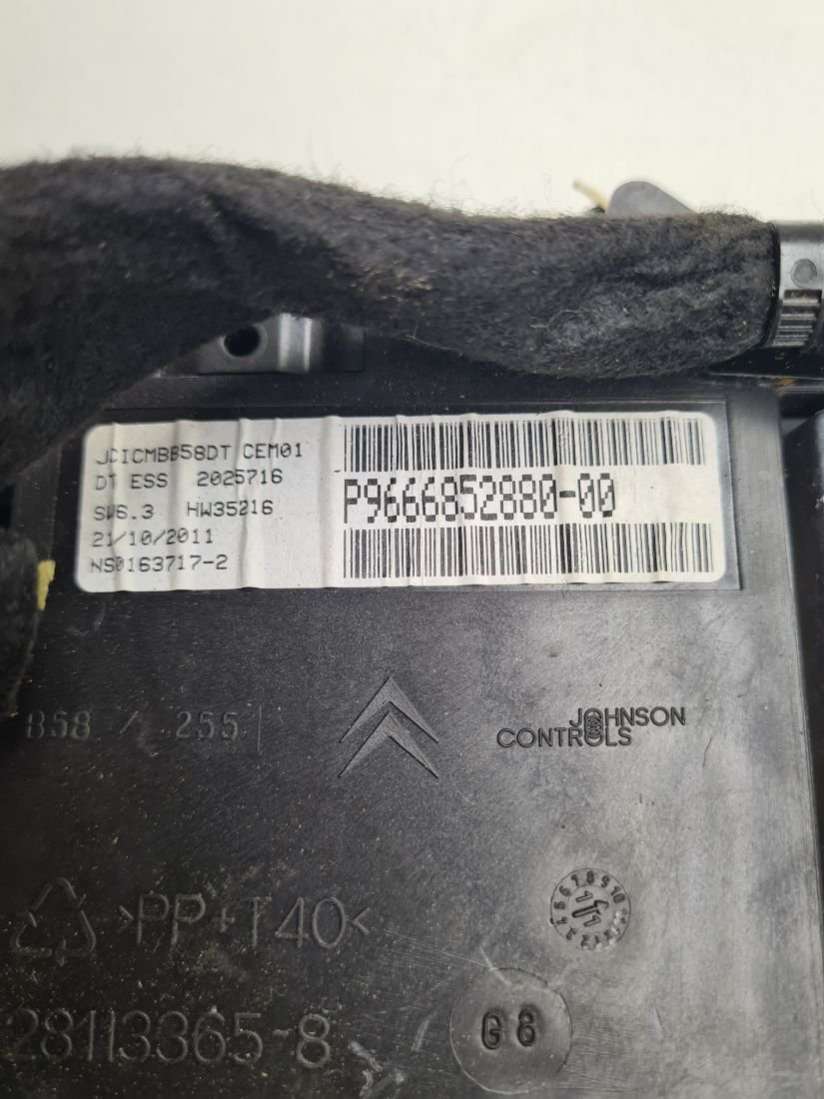 JCICMBB58DT CEM01
DT ESS 2025716
SW6.3 HW35216
21/10/2011
NS0163717-2
P9666852880-00
B58 / 255
JOHNSON
CONTROLS
>PP+T40<
28113365-8
G8